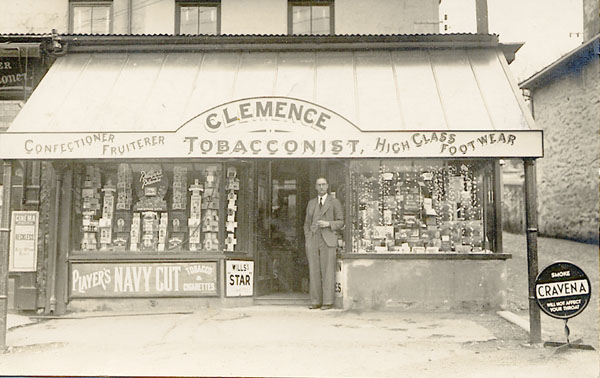 CLEMENCE
CONFECTIONER
FRUITERER
TOBACCONIST,
HIGH CLASS
FOOTWEAR
CINEMA
PLAYER'S NAVY CUT
TOBACCO
&
CIGARETTES.
WILLS'S
STAR
SMOKE
CRAVEN A
WILL NOT AFFECT
YOUR THROAT